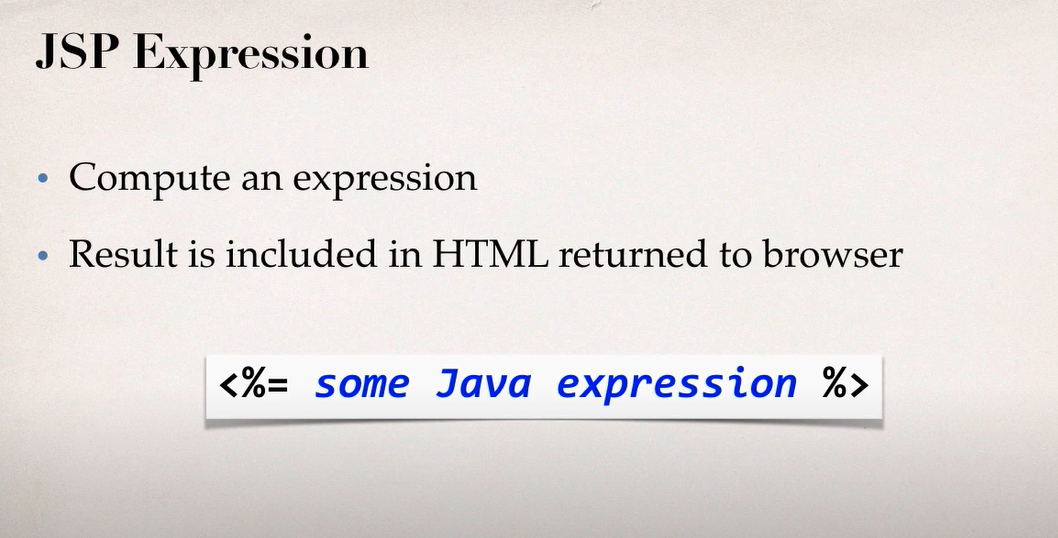 JSP Expression
• Compute an expression
• Result is included in HTML returned to browser
<%= some Java expression %>